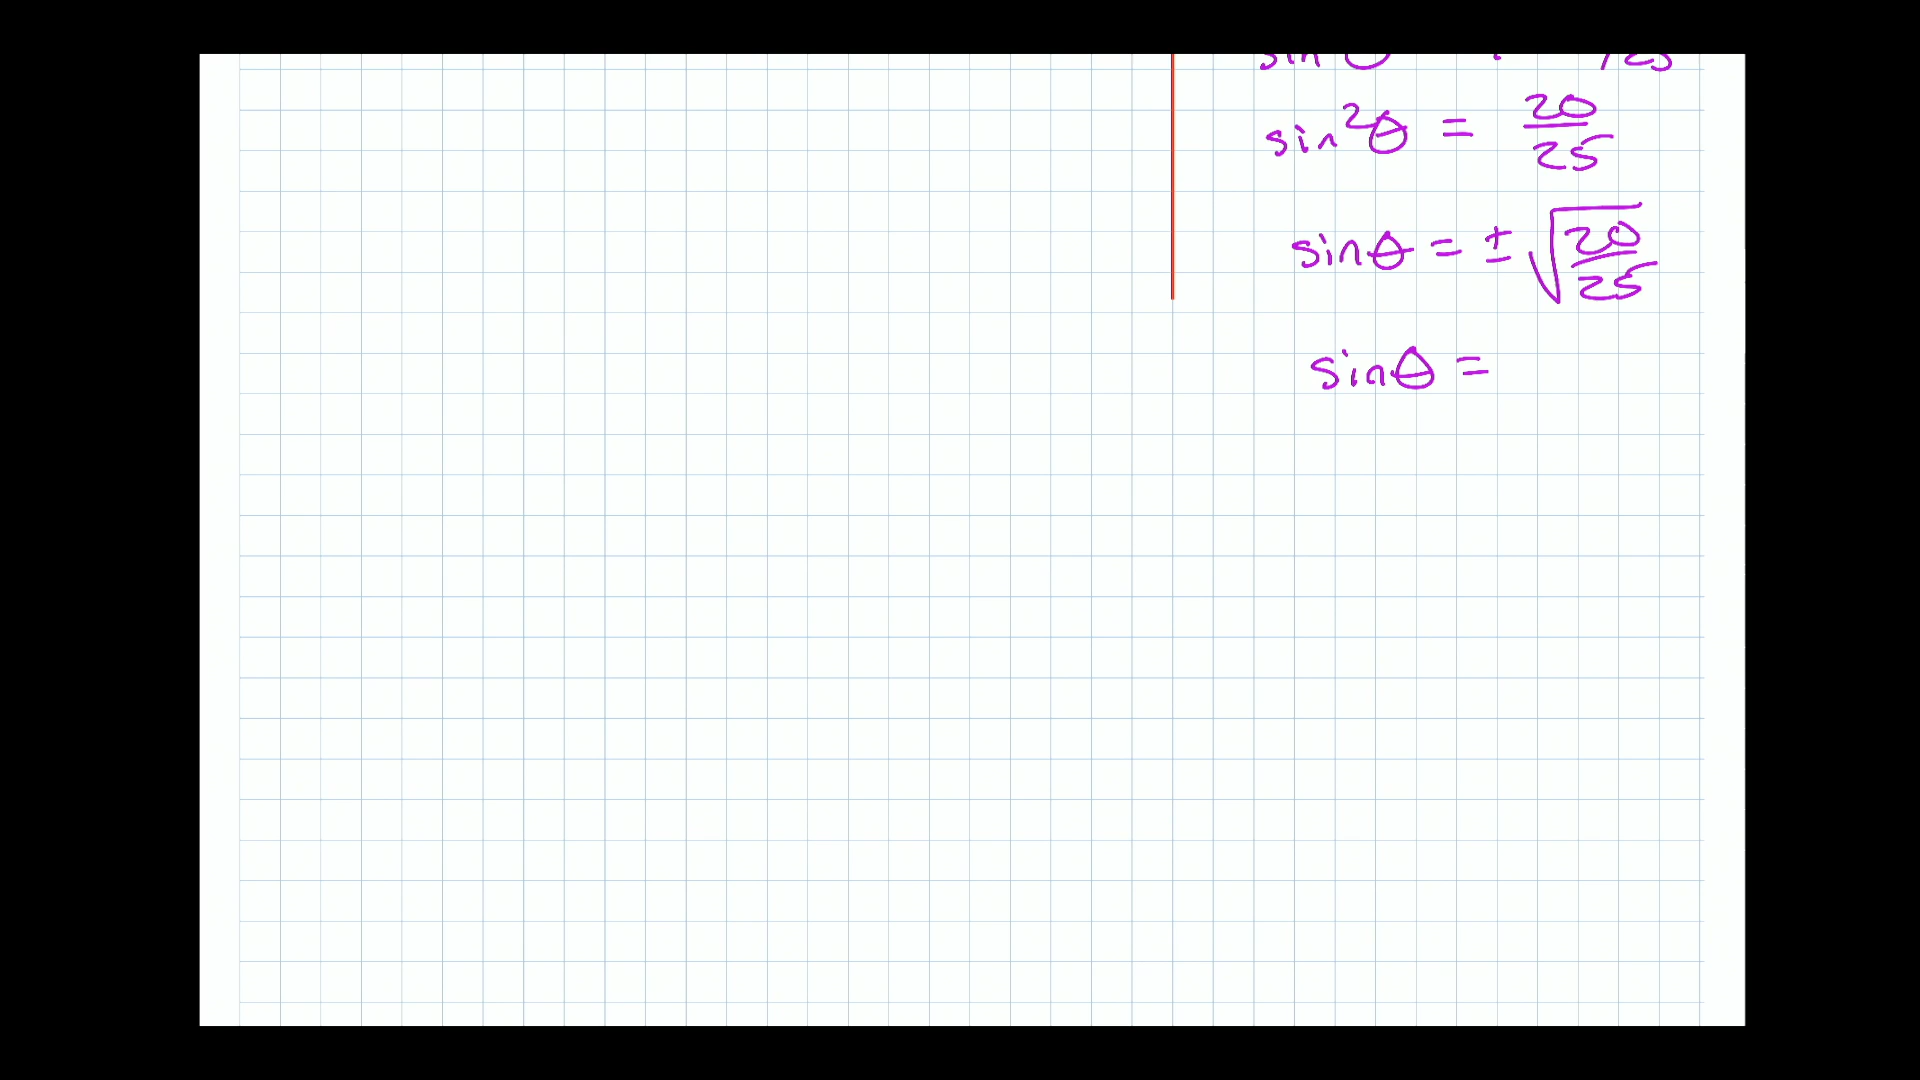 sin²θ = 20/25
sinθ = ± √(20/25)
sinθ =